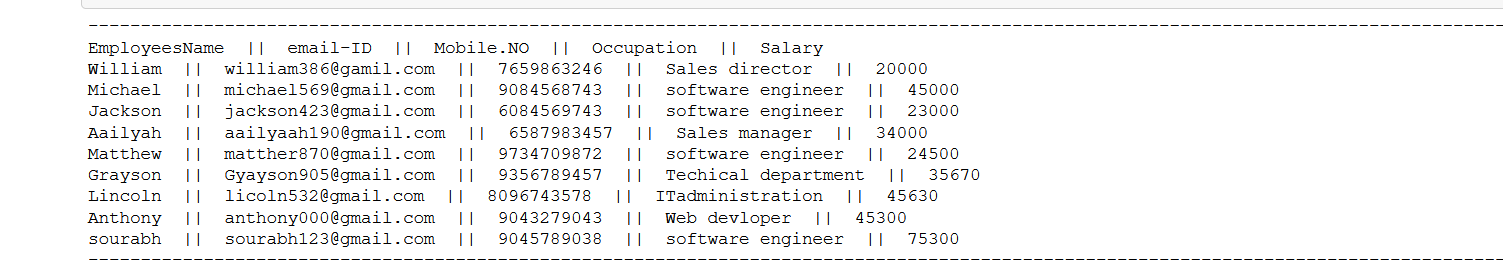 EmployeesName || email-ID || Mobile.NO || Occupation || Salary
William || william386@gamil.com || 7659863246 || Sales director || 20000
Michael || michael569@gmail.com || 9084568743 || software engineer || 45000
Jackson || jackson423@gmail.com || 6084569743 || software engineer || 23000
Aailyah || aailyaah190@gmail.com || 6587983457 || Sales manager || 34000
Matthew || matther870@gmail.com || 9734709872 || software engineer || 24500
Grayson || Gyayson905@gmail.com || 9356789457 || Techical department || 35670
Lincoln || licoln532@gmail.com || 8096743578 || ITadministration || 45630
Anthony || anthony000@gmail.com || 9043279043 || Web devloper || 45300
sourabh || sourabh123@gmail.com || 9045789038 || software engineer || 75300